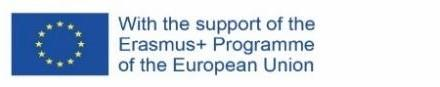 With the support of the
Erasmus+ Programme
of the European Union